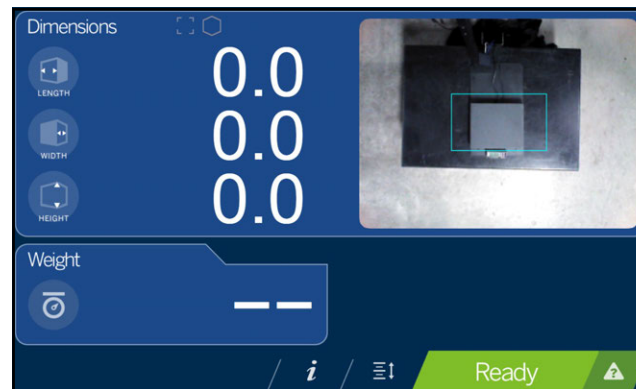 Dimensions
LENGTH
0.0
WIDTH
0.0
HEIGHT
0.0
Weight
— —
i
Ready
?